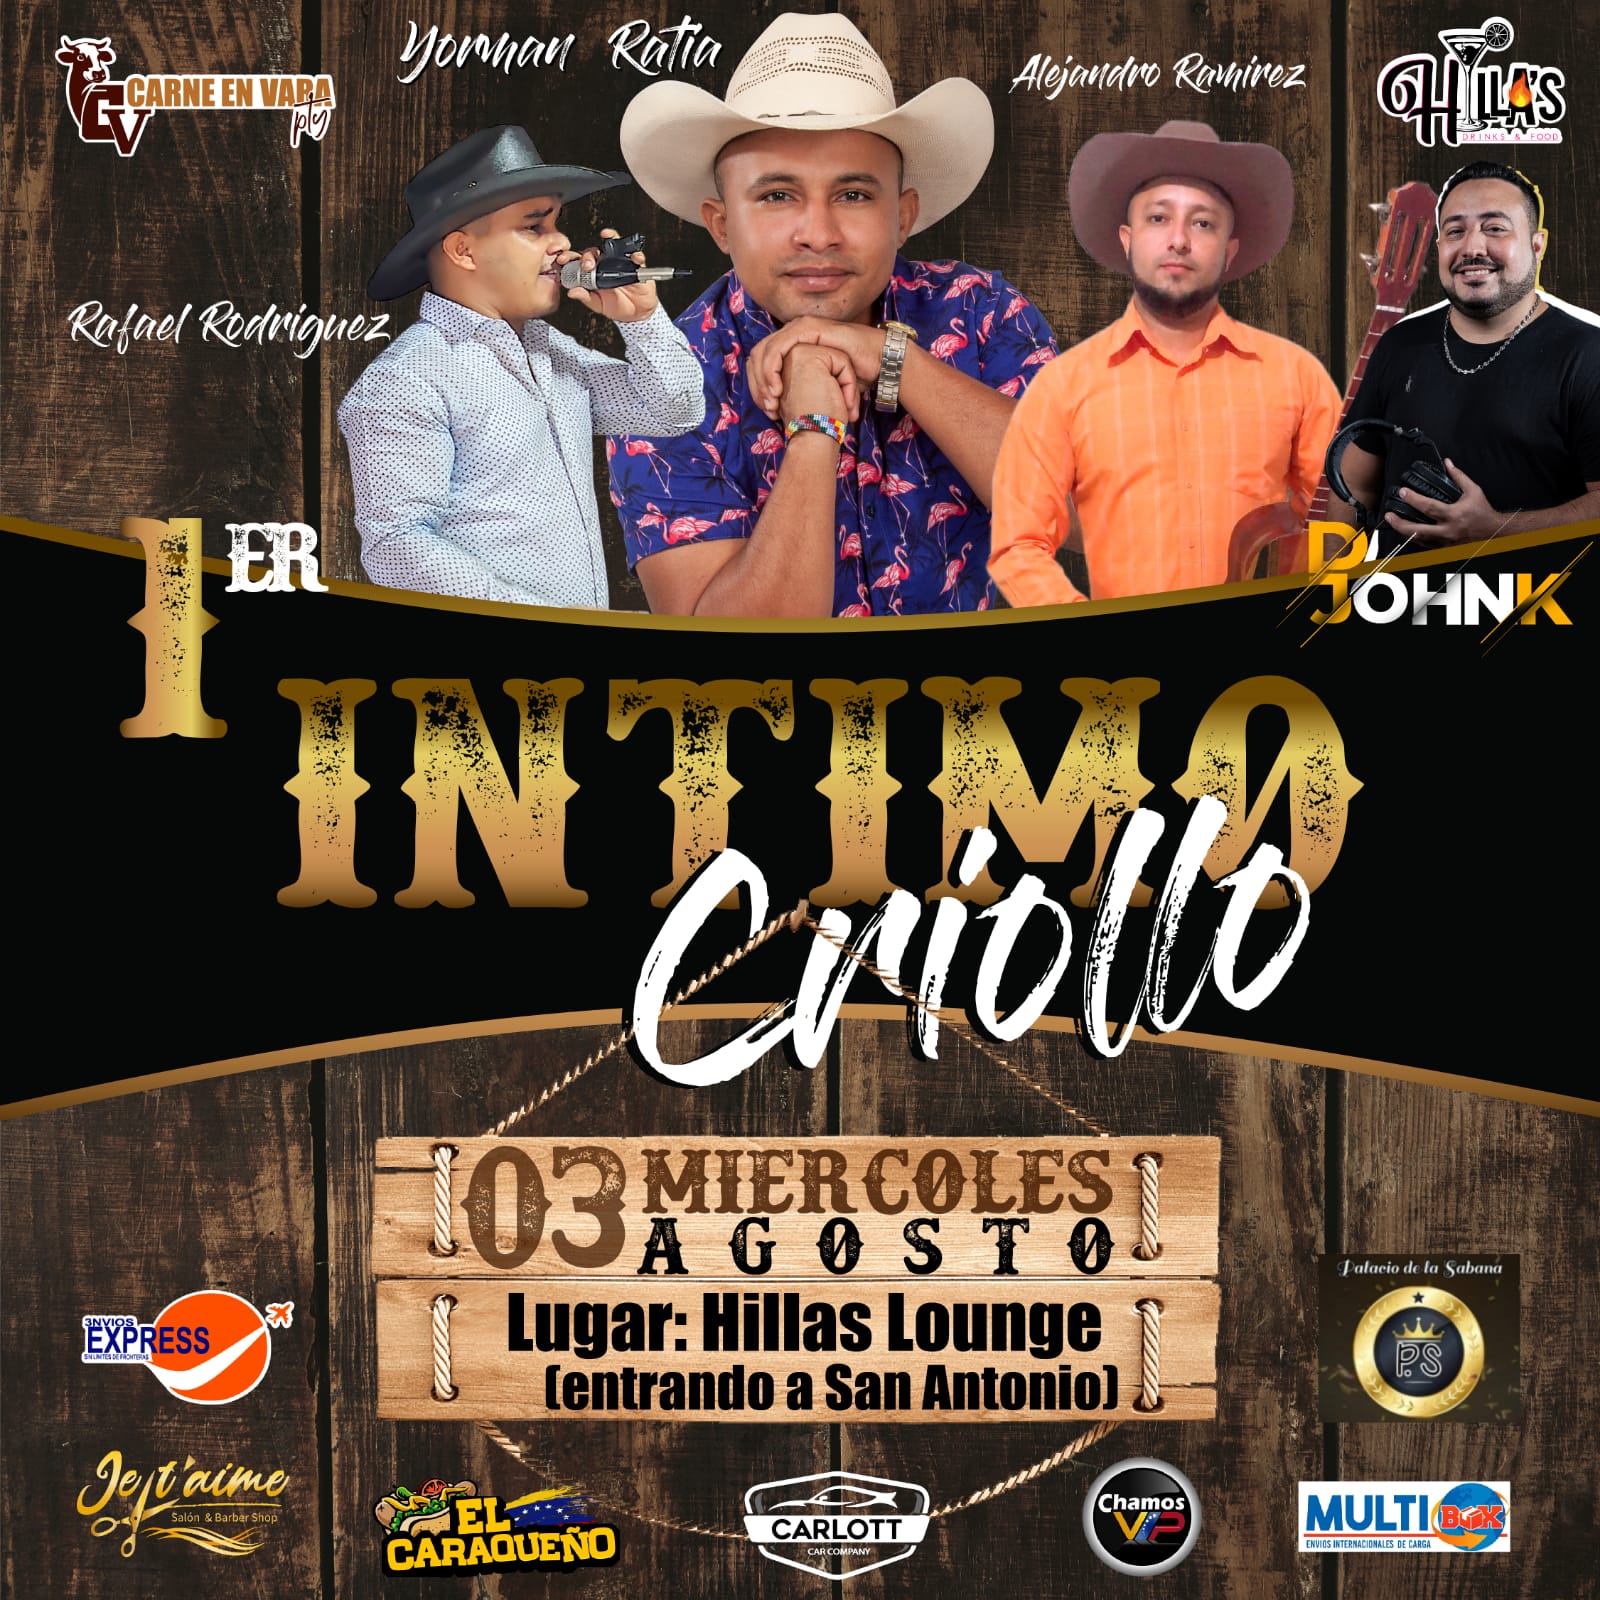 Yorman Ratia
Alejandro Ramirez
CV CARNE EN VARA
pty
HILLA'S
DRINKS & FOOD
Rafael Rodriguez
1ER
DJ
JOHNK
INTIMO
Criollo
03 MIERCOLES
AGOSTO
Lugar: Hillas Lounge
(entrando a San Antonio)
3NVIOS
EXPRESS
SIN LIMITES DE FRONTERAS
Palacio de la Sabana
P.S
Je t'aime
Salón & Barber Shop
EL
CARAQUEÑO
CARLOTT
CAR COMPANY
Chamos
VIP
MULTI BOX
ENVIOS INTERNACIONALES DE CARGA